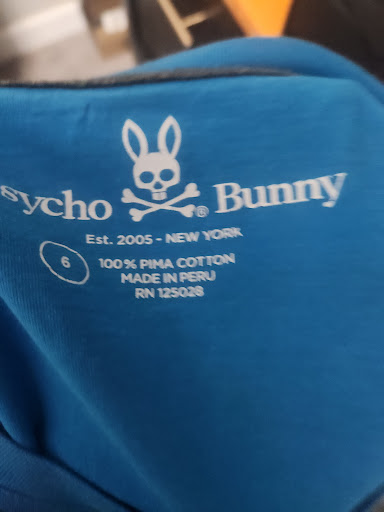 sycho ® Bunny
Est. 2005 - NEW YORK
6
100% PIMA COTTON
MADE IN PERU
RN 125028